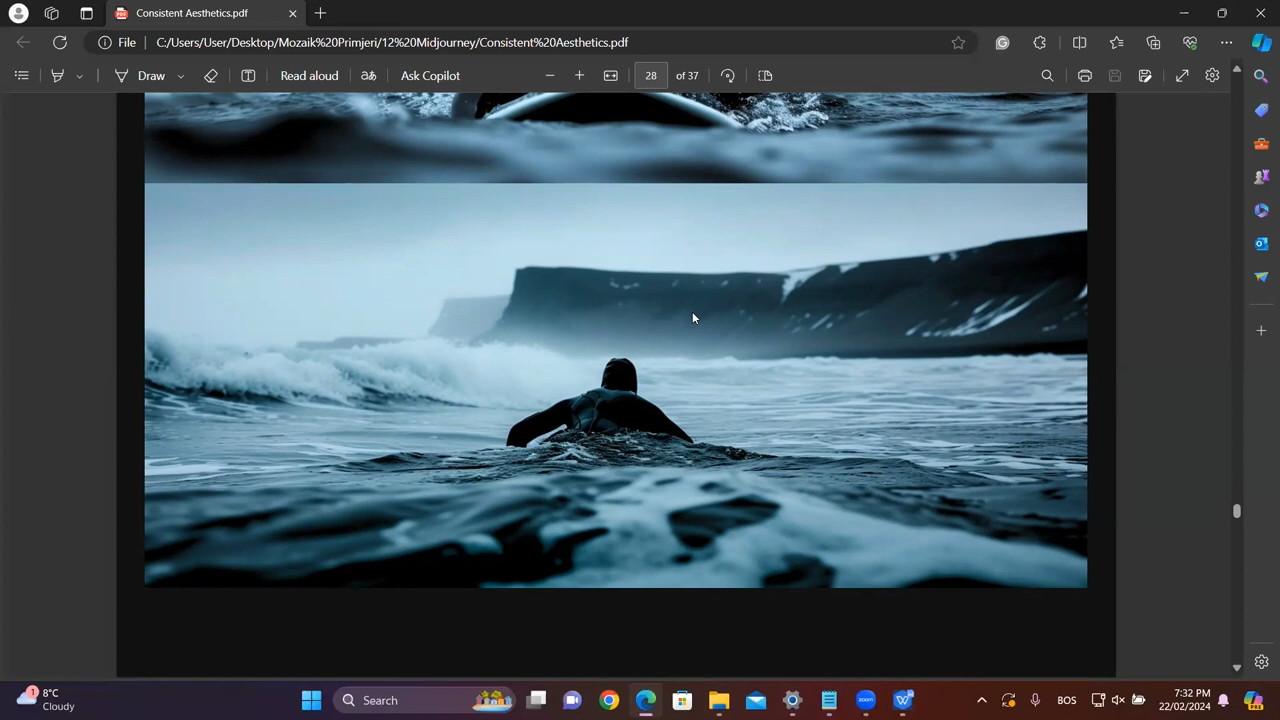 Consistent Aesthetics.pdf
File
C:/Users/User/Desktop/Mozaik%20Primjeri/12%20Midjourney/Consistent%20Aesthetics.pdf
Draw
Read aloud
Ask Copilot
28
of 37
1
8°C
Cloudy
Search
BOS
7:32 PM
22/02/2024